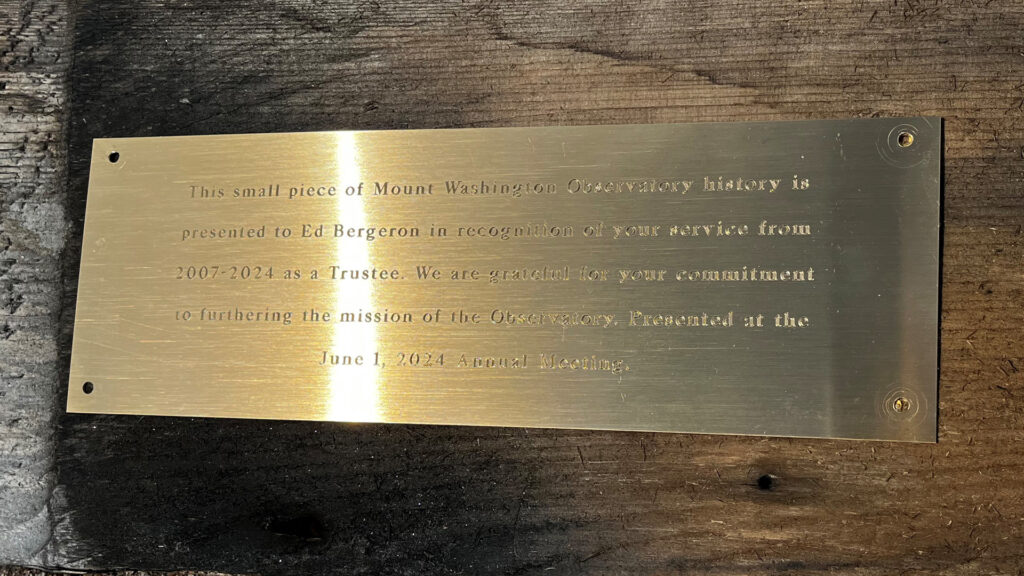 This small piece of Mount Washington Observatory history is
presented to Ed Bergeron in recognition of your service from
2007-2024 as a Trustee. We are grateful for your commitment
to furthering the mission of the Observatory. Presented at the
June 1, 2024 Annual Meeting.